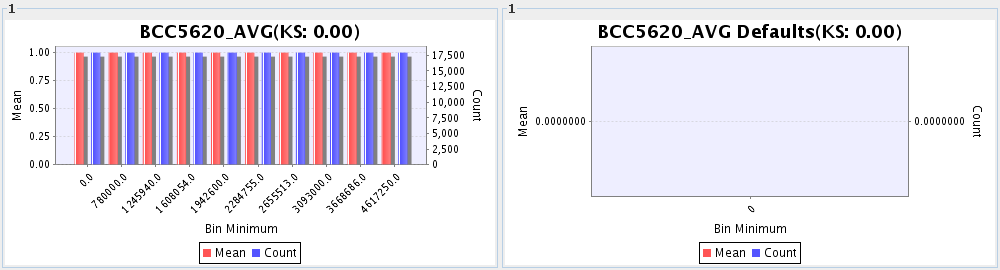 1
BCC5620_AVG(KS: 0.00)
Mean
1.00
0.75
0.50
0.25
0.00
17,500
15,000
12,500
10,000
7,500
5,000
2,500
0
Count
0.0
780000.0
1245940.0
1608054.0
1942600.0
2284755.0
2655513.0
3093000.0
3668686.0
4617250.0
Bin Minimum
Mean Count
1
BCC5620_AVG Defaults(KS: 0.00)
Mean
0.0000000
0.0000000
Count
0
Bin Minimum
Mean Count